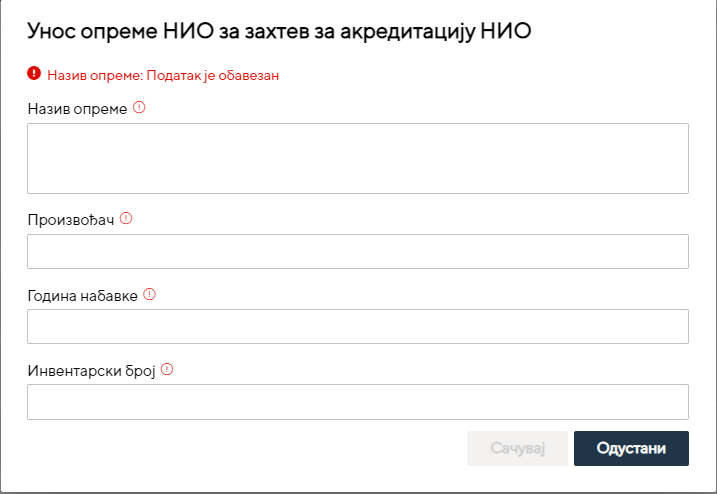 Унос опреме НИО за захтев за акредитацију НИО
Назив опреме: Податак је обавезан
Назив опреме
Произвођач
Година набавке
Инвентарски број
Сачувај Одустани